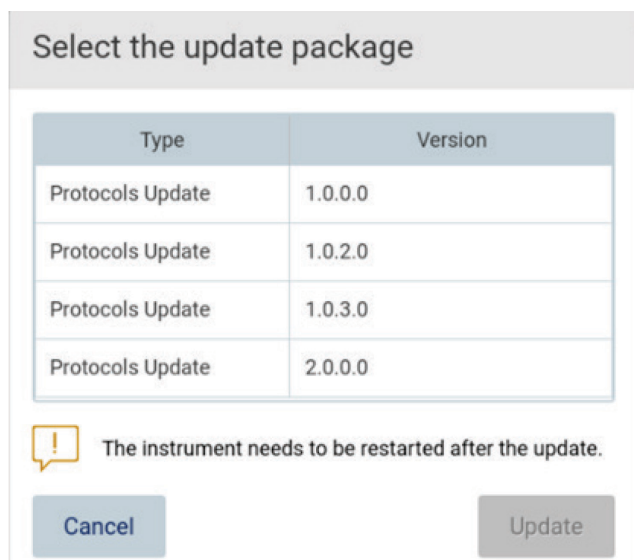 Select the update package
Type Version
Protocols Update 1.0.0.0
Protocols Update 1.0.2.0
Protocols Update 1.0.3.0
Protocols Update 2.0.0.0
! The instrument needs to be restarted after the update.
Cancel Update